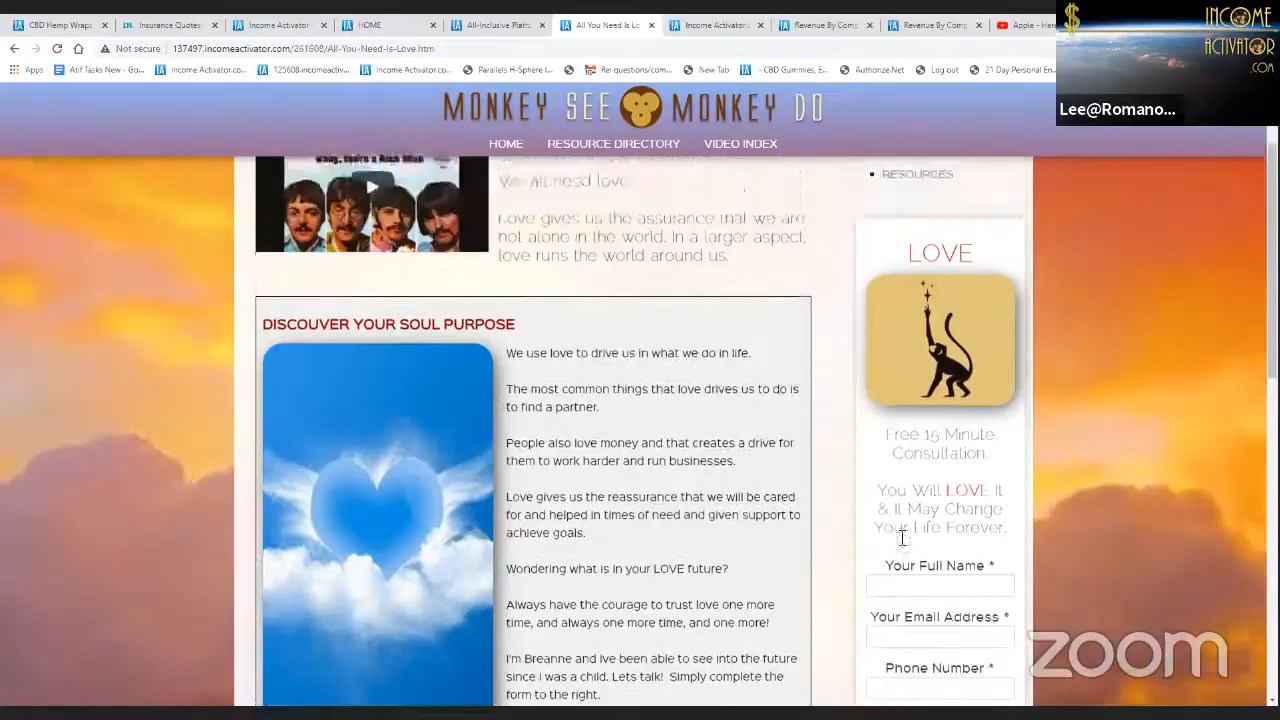 CBD Hemp Wraps
Insurance Quotes
Income Activator -
HOME
All-Inclusive Platfo
All You Need Is Lo
Income Activation
Revenue By Comp
Revenue By Comp
Apple - Here
Not secure
137497.incomeactivator.com/261608/All-You-Need-Is-Love.htm
Apps
Atif Tasks New - Go...
Income Activator.co...
125608.incomeactiv...
Income Activator.co...
Parallels H-Sphere I...
Re: questions/com...
New Tab
- CBD Gummies, E...
Authorize.Net
Log out
21 Day Personal En...
INCOME
ACTIVATOR
.COM
Lee@Romano...
MONKEY SEE MONKEY DO
HOME RESOURCE DIRECTORY VIDEO INDEX
We all need love
Love gives us the assurance that we are
not alone in the world. In a larger aspect,
love runs the world around us.
DISCOVER YOUR SOUL PURPOSE
We use love to drive us in what we do in life.
The most common things that love drives us to do is
to find a partner.
People also love money and that creates a drive for
them to work harder and run businesses.
Love gives us the reassurance that we will be cared
for and helped in times of need and given support to
achieve goals.
Wondering what is in your LOVE future?
Always have the courage to trust love one more
time, and always one more time, and one more!
I'm Breanne and Ive been able to see into the future
since I was a child. Lets talk! Simply complete the
form to the right.
RESOURCES
LOVE
Free 15 Minute
Consultation.
You Will LOVE It
& It May Change
Your Life Forever.
Your Full Name *
Your Email Address *
Phone Number *
zoom